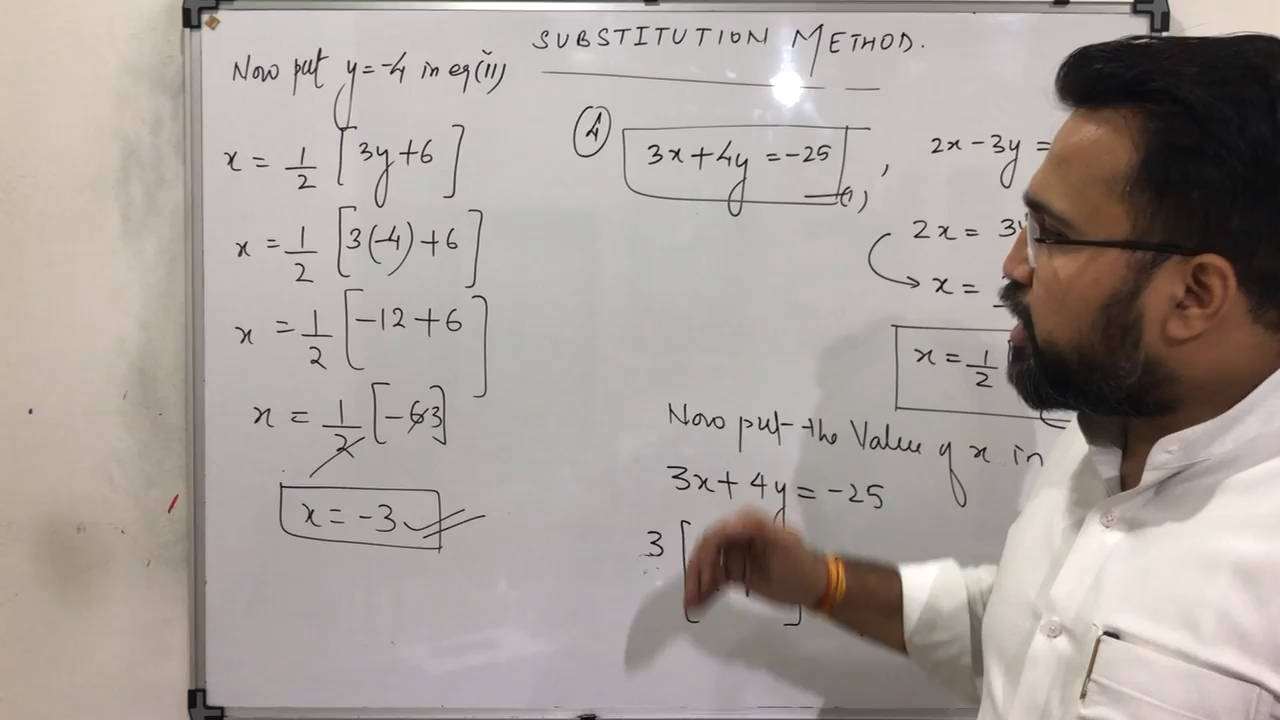 SUBSTITUTION METHOD.
Now put y=-4 in eq(ii)
x = 1/2 [3y+6]
x = 1/2 [3(-4)+6]
x = 1/2 [-12+6]
x = 1/2 [-6 3]
x = -3
4
3x+4y = -25 (1) ,
2x-3y =
2x = 3
x =
x = 1/2
Now put the Value of x in
3x+4y = -25
3 [